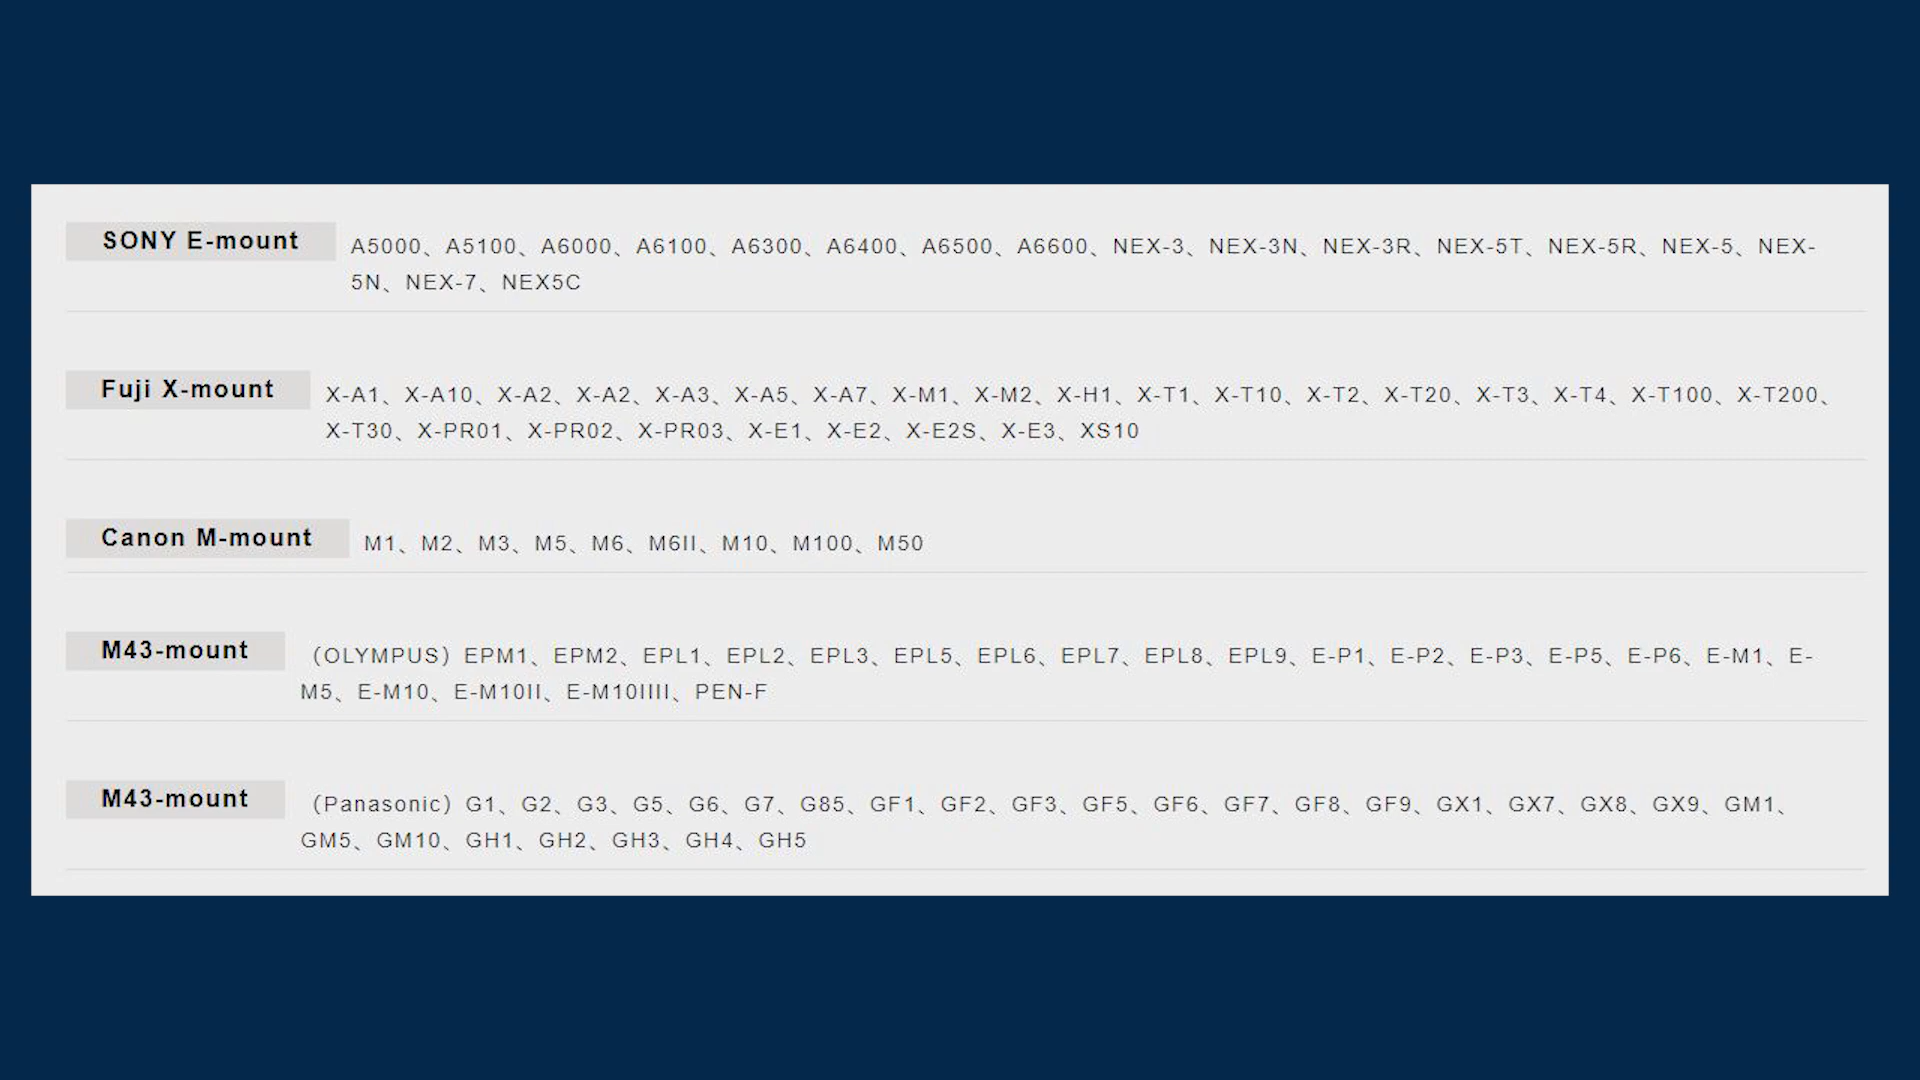 SONY E-mount A5000、A5100、A6000、A6100、A6300、A6400、A6500、A6600、NEX-3、NEX-3N、NEX-3R、NEX-5T、NEX-5R、NEX-5、NEX-
5N、NEX-7、NEX5C
Fuji X-mount X-A1、X-A10、X-A2、X-A2、X-A3、X-A5、X-A7、X-M1、X-M2、X-H1、X-T1、X-T10、X-T2、X-T20、X-T3、X-T4、X-T100、X-T200、
X-T30、X-PR01、X-PR02、X-PR03、X-E1、X-E2、X-E2S、X-E3、XS10
Canon M-mount M1、M2、M3、M5、M6、M6II、M10、M100、M50
M43-mount （OLYMPUS）EPM1、EPM2、EPL1、EPL2、EPL3、EPL5、EPL6、EPL7、EPL8、EPL9、E-P1、E-P2、E-P3、E-P5、E-P6、E-M1、E-
M5、E-M10、E-M10II、E-M10IIII、PEN-F
M43-mount （Panasonic）G1、G2、G3、G5、G6、G7、G85、GF1、GF2、GF3、GF5、GF6、GF7、GF8、GF9、GX1、GX7、GX8、GX9、GM1、
GM5、GM10、GH1、GH2、GH3、GH4、GH5